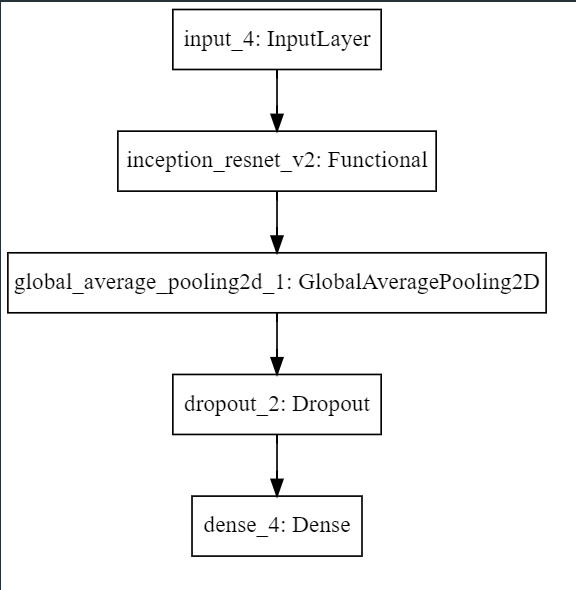 input_4: InputLayer
inception_resnet_v2: Functional
global_average_pooling2d_1: GlobalAveragePooling2D
dropout_2: Dropout
dense_4: Dense